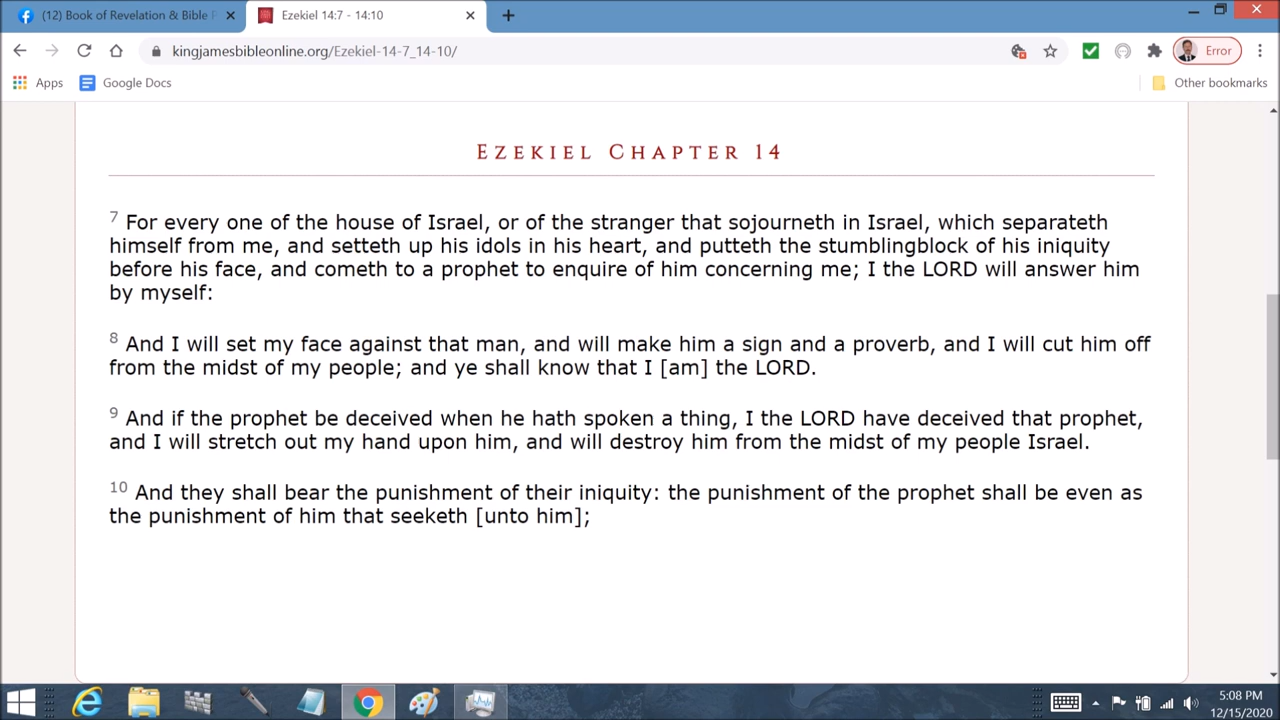 (12) Book of Revelation & Bible P
Ezekiel 14:7 - 14:10
kingjamesbibleonline.org/Ezekiel-14-7_14-10/
Error
Apps
Google Docs
Other bookmarks
Ezekiel Chapter 14
7 For every one of the house of Israel, or of the stranger that sojourneth in Israel, which separateth
himself from me, and setteth up his idols in his heart, and putteth the stumblingblock of his iniquity
before his face, and cometh to a prophet to enquire of him concerning me; I the LORD will answer him
by myself:
8 And I will set my face against that man, and will make him a sign and a proverb, and I will cut him off
from the midst of my people; and ye shall know that I [am] the LORD.
9 And if the prophet be deceived when he hath spoken a thing, I the LORD have deceived that prophet,
and I will stretch out my hand upon him, and will destroy him from the midst of my people Israel.
10 And they shall bear the punishment of their iniquity: the punishment of the prophet shall be even as
the punishment of him that seeketh [unto him];
5:08 PM
12/15/2020